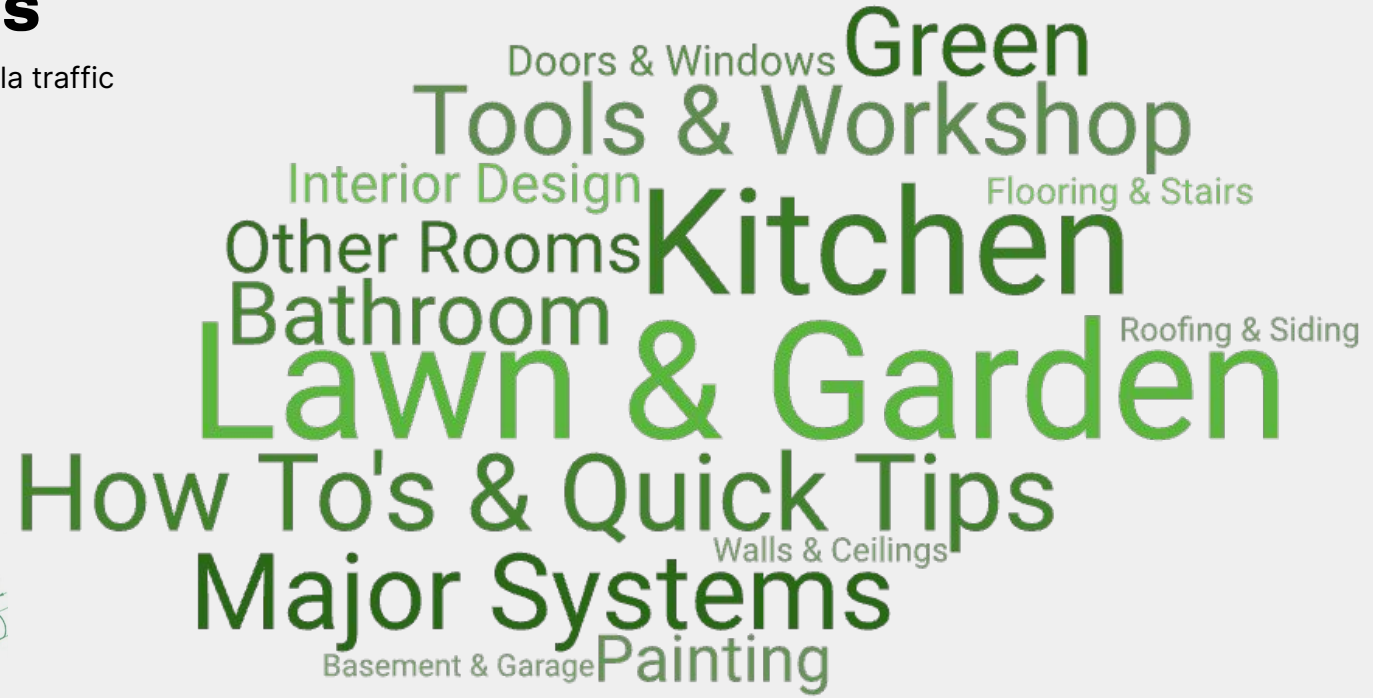 s
la traffic
Doors & Windows
Green
Tools & Workshop
Interior Design
Flooring & Stairs
Other Rooms
Kitchen
Bathroom
Roofing & Siding
Lawn & Garden
How To's & Quick Tips
Walls & Ceilings
Major Systems
Basement & Garage
Painting